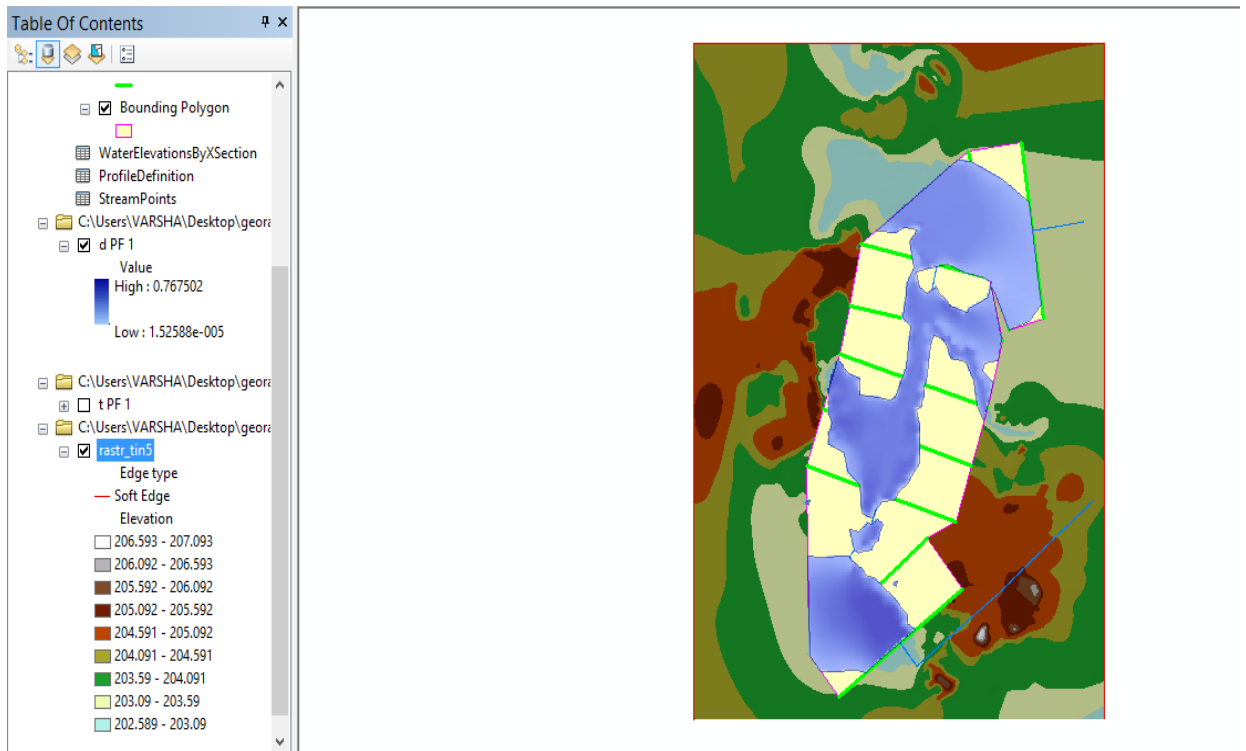 Table Of Contents
Bounding Polygon
WaterElevationsByXSection
ProfileDefinition
StreamPoints
C:\Users\VARSHA\Desktop\geora
d PF 1
Value
High : 0.767502
Low : 1.52588e-005
C:\Users\VARSHA\Desktop\geora
t PF 1
C:\Users\VARSHA\Desktop\geora
rastr_tin5
Edge type
Soft Edge
Elevation
206.593 - 207.093
206.092 - 206.593
205.592 - 206.092
205.092 - 205.592
204.591 - 205.092
204.091 - 204.591
203.59 - 204.091
203.09 - 203.59
202.589 - 203.09